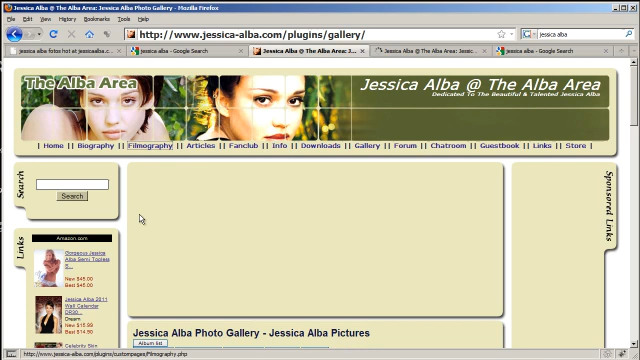 Jessica Alba @ The Alba Area: Jessica Alba Photo Gallery - Mozilla Firefox
File Edit View History Bookmarks Tools Help
http://www.jessica-alba.com/plugins/gallery/
jessica alba
jessica alba fotos hot at jessicaalba.c...
jessica alba - Google Search
Jessica Alba @ The Alba Area: J...
Jessica Alba @ The Alba Area: Jessic...
jessica alba - Google Search
The Alba Area
Jessica Alba @ The Alba Area
Dedicated To The Beautiful & Talented Jessica Alba
| Home | | Biography | | Filmography | | Articles | | Fanclub | | Info | | Downloads | | Gallery | | Forum | | Chatroom | | Guestbook | | Links | | Store |
Search
Search
Sponsored Links
Links
Amazon.com
Gorgeous Jessica
Alba Semi Topless
New $45.00
Best $45.00
Jessica Alba 2011
Wall Calendar
Dream
Best $14.90
Celebrity Skin
Jessica Alba Photo Gallery - Jessica Alba Pictures
Album list
http://www.jessica-alba.com/plugins/custompages/Filmography.php